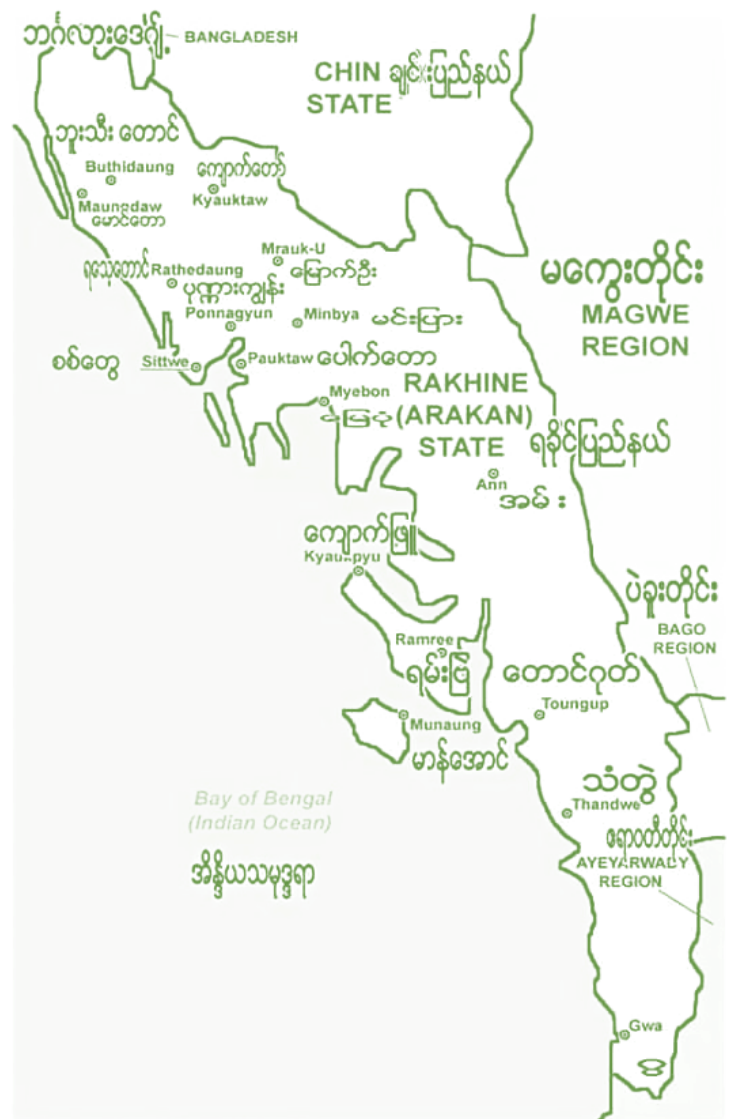 ဘင်္ဂလားဒေ့ဂျ်
BANGLADESH
CHIN ချင်းပြည်နယ်
STATE
ဘူးသီး တောင်
Buthidaung
ကျောက်တော်
Kyauktaw
Maungdaw
မောင်တော
Mrauk-U
မြောက်ဦး
ရသေ့တောင် Rathedaung
ပုဏ္ဏားကျွန်း
Ponnagyun
Minbya မင်းပြား
မကွေးတိုင်း
MAGWE
REGION
စစ်တွေ Sittwe
Pauktaw ပေါက်တော
Myebon
မြေပုံ
RAKHINE
(ARAKAN)
STATE ရခိုင်ပြည်နယ်
Ann
အမ်း
ကျောက်ဖြူ
Kyaukpyu
ပဲခူးတိုင်း
BAGO
REGION
Ramree
ရမ်းဗြဲ
တောင်ဂုတ်
Toungup
Munaung
မာန်အောင်
သံတွဲ
Thandwe
Bay of Bengal
(Indian Ocean)
အိန္ဒိယသမုဒ္ဒရာ
ဧရာဝတီတိုင်း
AYEYARWADY
REGION
Gwa
ဂွ